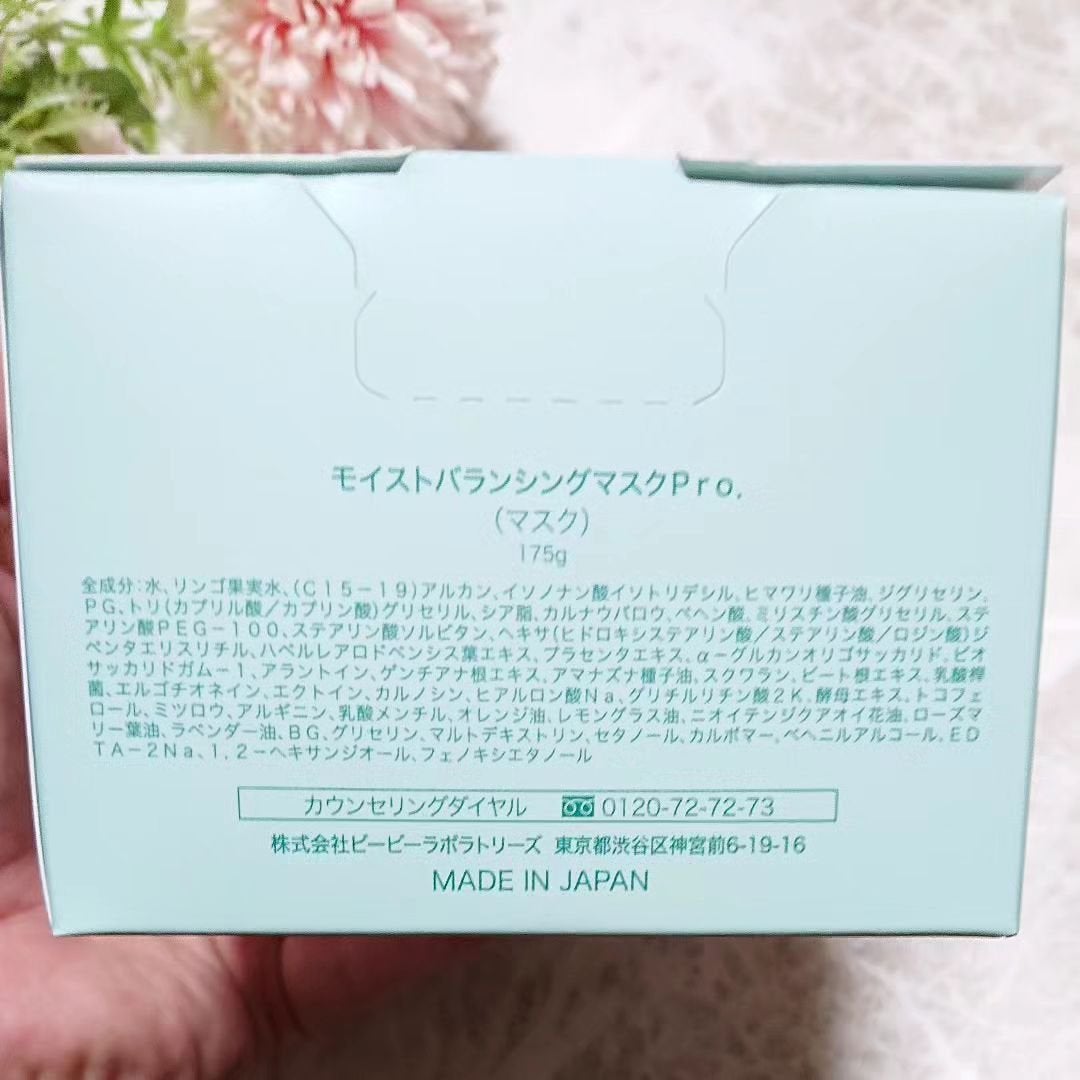 モイストバランシングマスクPro.
(マスク)
175g
全成分:水、リンゴ果実水、(C15-19)アルカン、イソノナン酸イソトリデシル、ヒマワリ種子油、ジグリセリン、
PG、トリ(カプリル酸/カプリン酸)グリセリル、シア脂、カルナウバロウ、ベヘン酸、ミリスチン酸グリセリル、ステ
アリン酸PEG-100、ステアリン酸ソルビタン、ヘキサ(ヒドロキシステアリン酸/ステアリン酸/ロジン酸)ジ
ペンタエリスリチル、ハベルレアロドペンシス葉エキス、プラセンタエキス、α-グルカンオリゴサッカリド、ビオ
サッカリドガム-1、アラントイン、ゲンチアナ根エキス、アマナズナ種子油、スクワラン、ビート根エキス、乳酸桿
菌、エルゴチオネイン、エクトイン、カルノシン、ヒアルロン酸Na、グリチルリチン酸2K、酵母エキス、トコフェ
ロール、ミツロウ、アルギニン、乳酸メンチル、オレンジ油、レモングラス油、ニオイテンジクアオイ花油、ローズマ
リー葉油、ラベンダー油、BG、グリセリン、マルトデキストリン、セタノール、カルボマー、ベヘニルアルコール、ED
TA-2Na、1,2-ヘキサンジオール、フェノキシエタノール
カウンセリングダイヤル 0120-72-72-73
株式会社ビービーラボラトリーズ 東京都渋谷区神宮前6-19-16
MADE IN JAPAN